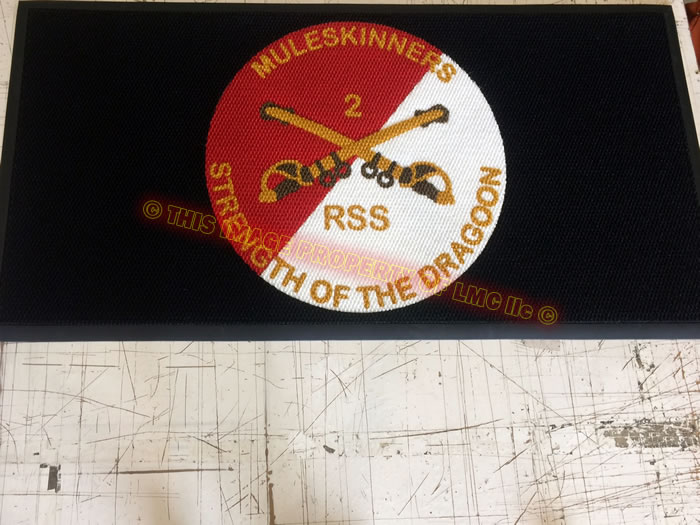 MULESKINNERS
2
RSS
STRENGTH OF THE DRAGOON
© THIS IMAGE PROPERTY OF LMC llc ©